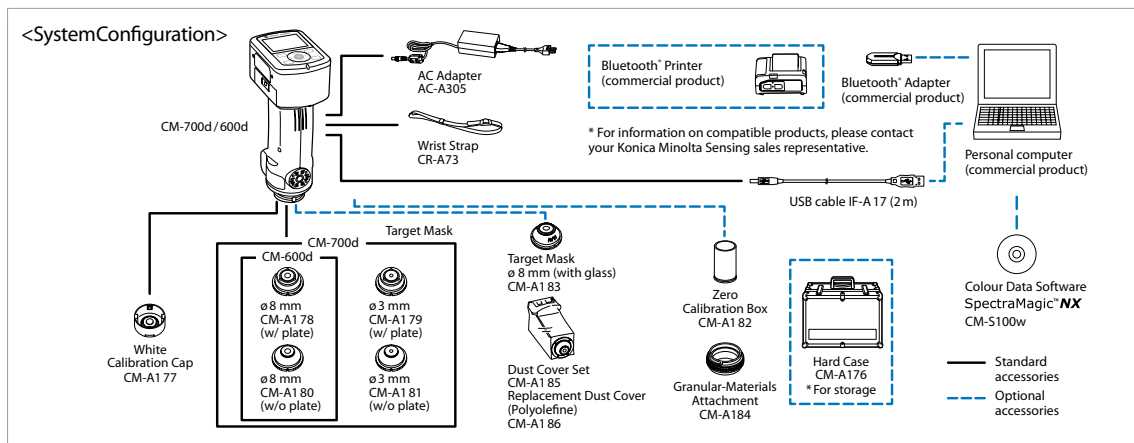 <SystemConfiguration>
CM-700d/600d
AC Adapter
AC-A305
Wrist Strap
CR-A73
Bluetooth® Printer
(commercial product)
Bluetooth® Adapter
(commercial product)
* For information on compatible products, please contact
your Konica Minolta Sensing sales representative.
Personal computer
(commercial product)
USB cable IF-A17 (2 m)
Target Mask
CM-700d
CM-600d
ø 8 mm
CM-A178
(w/ plate)
ø 3 mm
CM-A179
(w/ plate)
ø 8 mm
CM-A180
(w/o plate)
ø 3 mm
CM-A181
(w/o plate)
White
Calibration Cap
CM-A177
Target Mask
ø 8 mm (with glass)
CM-A183
Dust Cover Set
CM-A185
Replacement Dust Cover
(Polyolefine)
CM-A186
Zero
Calibration Box
CM-A182
Granular-Materials
Attachment
CM-A184
Hard Case
CM-A176
* For storage
Colour Data Software
SpectraMagic™ NX
CM-S100w
Standard
accessories
Optional
accessories